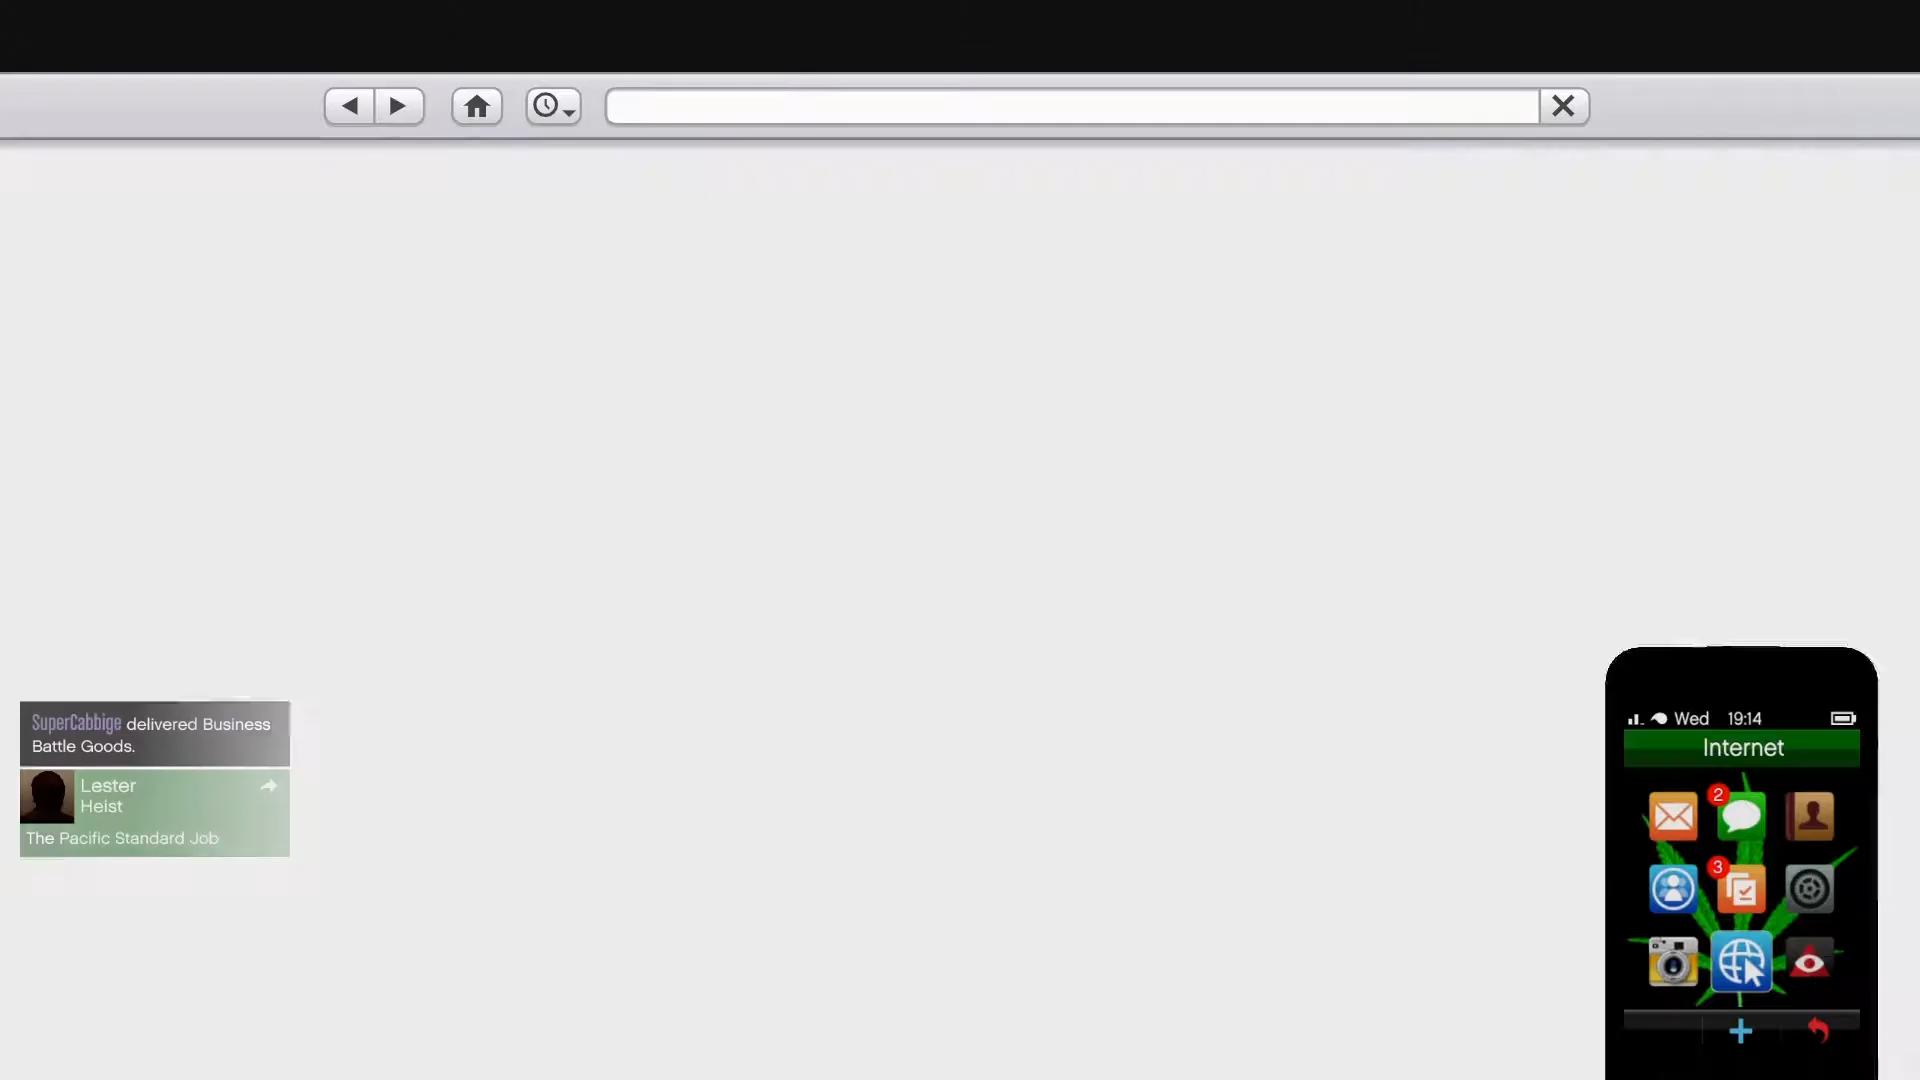 SuperCabbige delivered Business
Battle Goods.
Lester
Heist
The Pacific Standard Job
Wed 19:14
Internet
2
3